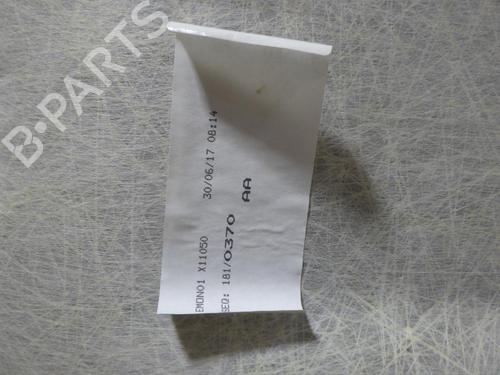 EMDN01 X11050 30/06/17 08:14
SEQ: 181/0370 AA
B-PARTS